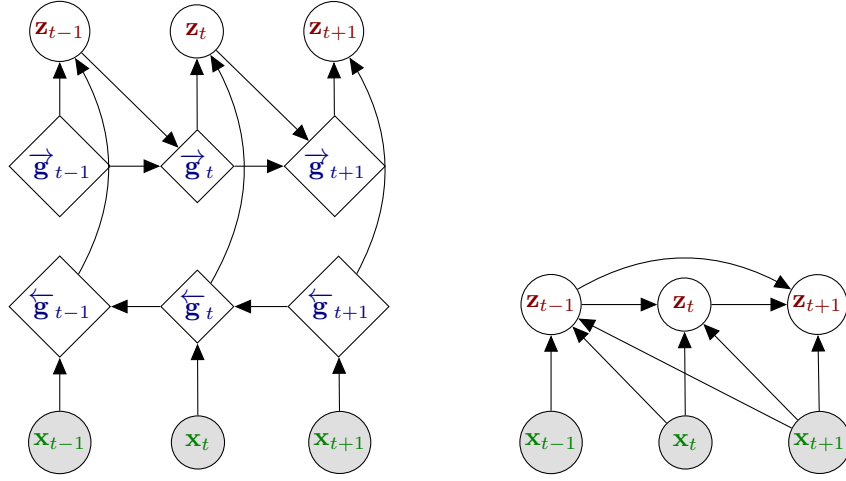 z_{t−1} z_t z_{t+1}
→g_{t−1} →g_t →g_{t+1}
←g_{t−1} ←g_t ←g_{t+1}
x_{t−1} x_t x_{t+1}
z_{t−1} z_t z_{t+1}
x_{t−1} x_t x_{t+1}